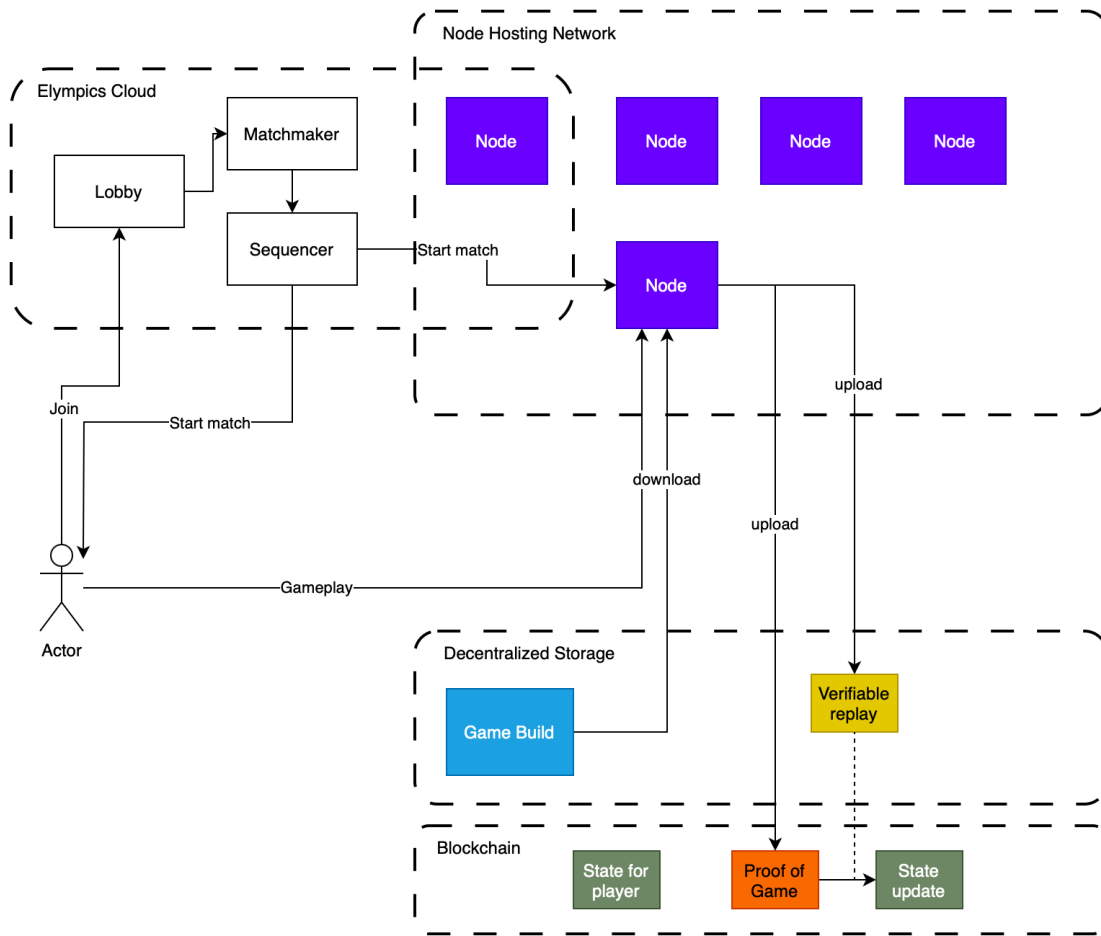 Node Hosting Network
Elympics Cloud
Matchmaker
Node
Node
Node
Node
Lobby
Sequencer
Start match
Node
upload
Join
Start match
download
upload
Gameplay
Actor
Decentralized Storage
Verifiable
replay
Game Build
Blockchain
State for
player
Proof of
Game
State
update